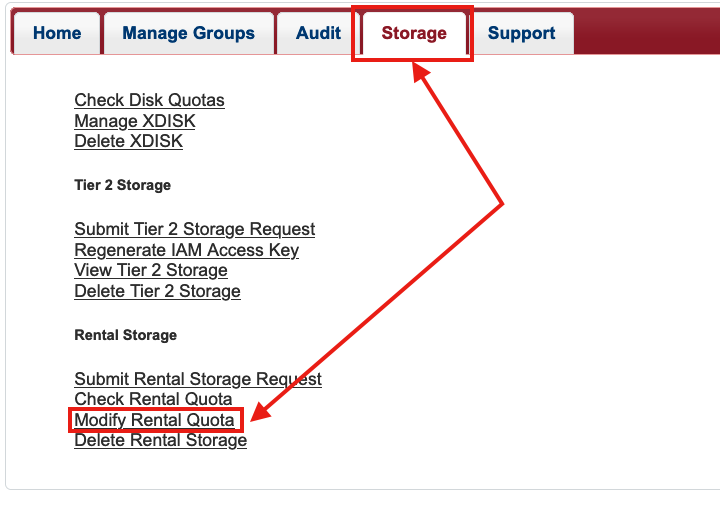 Home Manage Groups Audit Storage Support
Check Disk Quotas
Manage XDISK
Delete XDISK
Tier 2 Storage
Submit Tier 2 Storage Request
Regenerate IAM Access Key
View Tier 2 Storage
Delete Tier 2 Storage
Rental Storage
Submit Rental Storage Request
Check Rental Quota
Modify Rental Quota
Delete Rental Storage